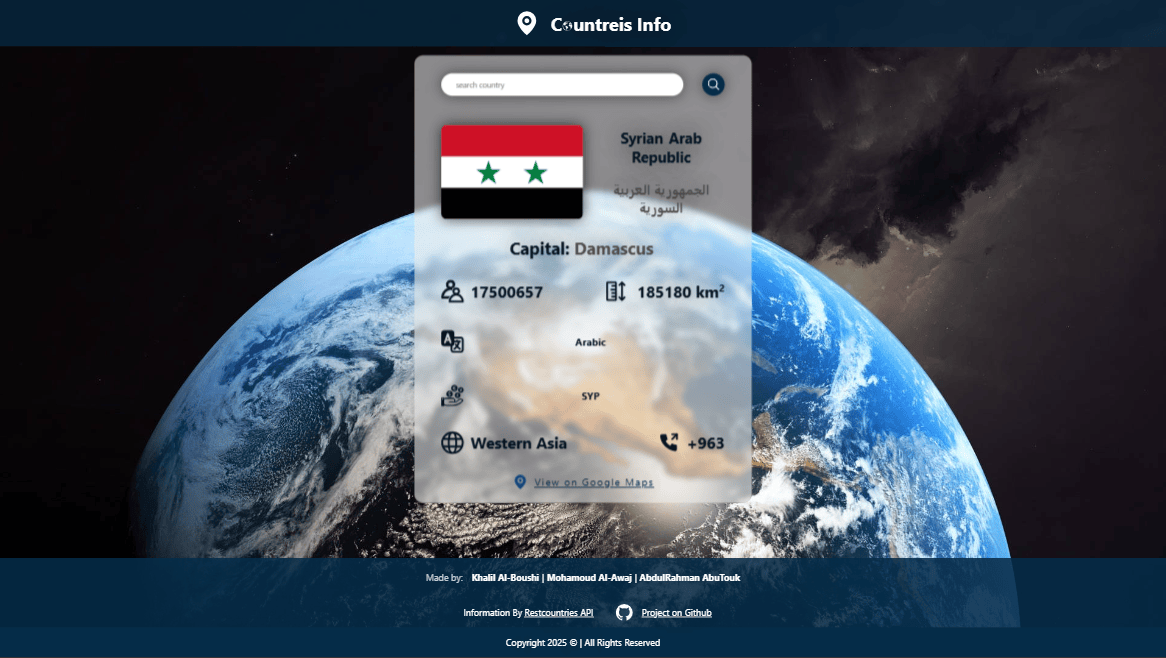 Countreis Info
search country
Syrian Arab
Republic
الجمهورية العربية
السورية
Capital: Damascus
17500657
185180 km²
Arabic
SYP
Western Asia
+963
View on Google Maps
Made by: Khalil Al-Boushi | Mohamoud Al-Awaj | AbdulRahman AbuTouk
Information By Restcountries API
Project on Github
Copyright 2025 © | All Rights Reserved